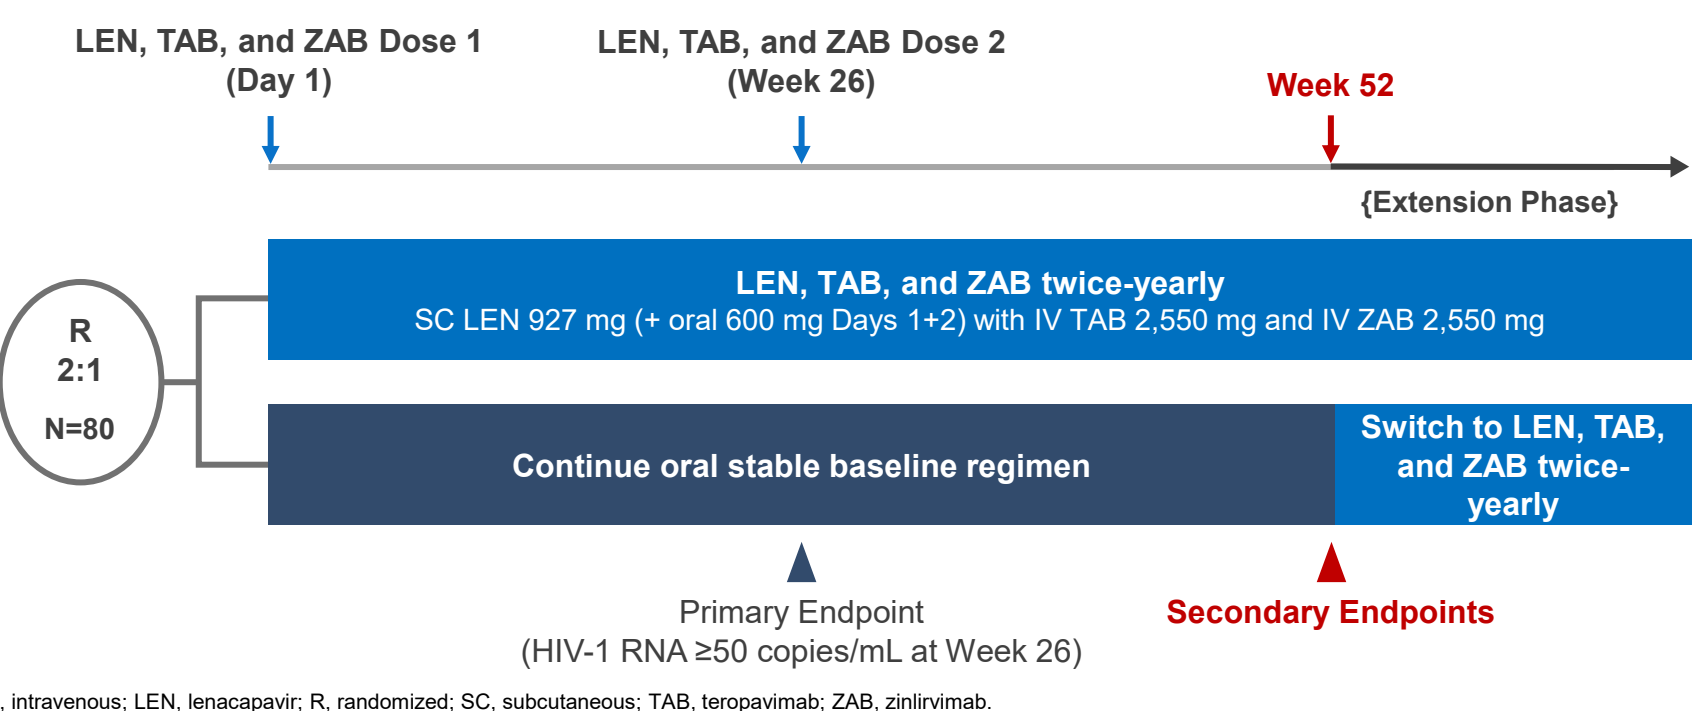 LEN, TAB, and ZAB Dose 1
(Day 1)
LEN, TAB, and ZAB Dose 2
(Week 26)
Week 52
{Extension Phase}
R
2:1
N=80
LEN, TAB, and ZAB twice-yearly
SC LEN 927 mg (+ oral 600 mg Days 1+2) with IV TAB 2,550 mg and IV ZAB 2,550 mg
Continue oral stable baseline regimen
Switch to LEN, TAB,
and ZAB twice-
yearly
Primary Endpoint
(HIV-1 RNA ≥50 copies/mL at Week 26)
Secondary Endpoints
, intravenous; LEN, lenacapavir; R, randomized; SC, subcutaneous; TAB, teropavimab; ZAB, zinlirvimab.